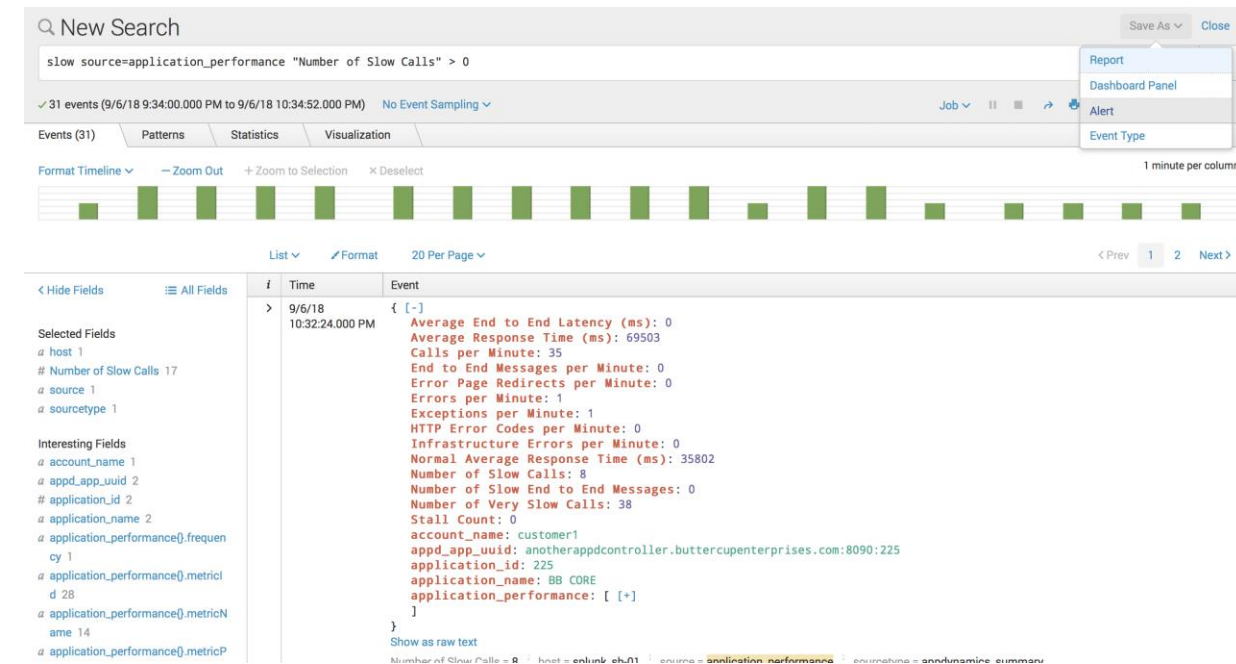 New Search
Save As
Close
slow source=application_performance "Number of Slow Calls" > 0
Report
Dashboard Panel
Alert
Event Type
✓ 31 events (9/6/18 9:34:00.000 PM to 9/6/18 10:34:52.000 PM) No Event Sampling
Job
Events (31) Patterns Statistics Visualization
Format Timeline — Zoom Out + Zoom to Selection × Deselect
1 minute per column
List Format 20 Per Page
< Prev 1 2 Next >
< Hide Fields All Fields
i Time Event
Selected Fields
a host 1
# Number of Slow Calls 17
a source 1
a sourcetype 1
Interesting Fields
a account_name 1
a appd_app_uuid 2
# application_id 2
a application_name 2
a application_performance{}.frequen
cy 1
a application_performance{}.metricI
d 28
a application_performance{}.metricN
ame 14
a application_performance{}.metricP
> 9/6/18
10:32:24.000 PM
{ [-]
Average End to End Latency (ms): 0
Average Response Time (ms): 69503
Calls per Minute: 35
End to End Messages per Minute: 0
Error Page Redirects per Minute: 0
Errors per Minute: 1
Exceptions per Minute: 1
HTTP Error Codes per Minute: 0
Infrastructure Errors per Minute: 0
Normal Average Response Time (ms): 35802
Number of Slow Calls: 8
Number of Slow End to End Messages: 0
Number of Very Slow Calls: 38
Stall Count: 0
account_name: customer1
appd_app_uuid: anotherappdcontroller.buttercupenterprises.com:8090:225
application_id: 225
application_name: BB CORE
application_performance: [ [+]
]
}
Show as raw text
Number of Slow Calls = 8 host = splunk_sh-01 source = application_performance sourcetype = appdynamics_summary